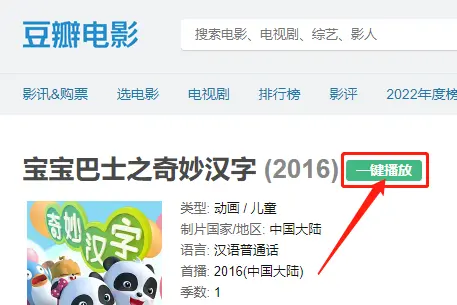 豆瓣电影
搜索电影、电视剧、综艺、影人
影讯&购票 选电影 电视剧 排行榜 影评 2022年度榜
宝宝巴士之奇妙汉字 (2016) 一键播放
奇妙汉字
类型: 动画 / 儿童
制片国家/地区: 中国大陆
语言: 汉语普通话
首播: 2016(中国大陆)
季数: 1